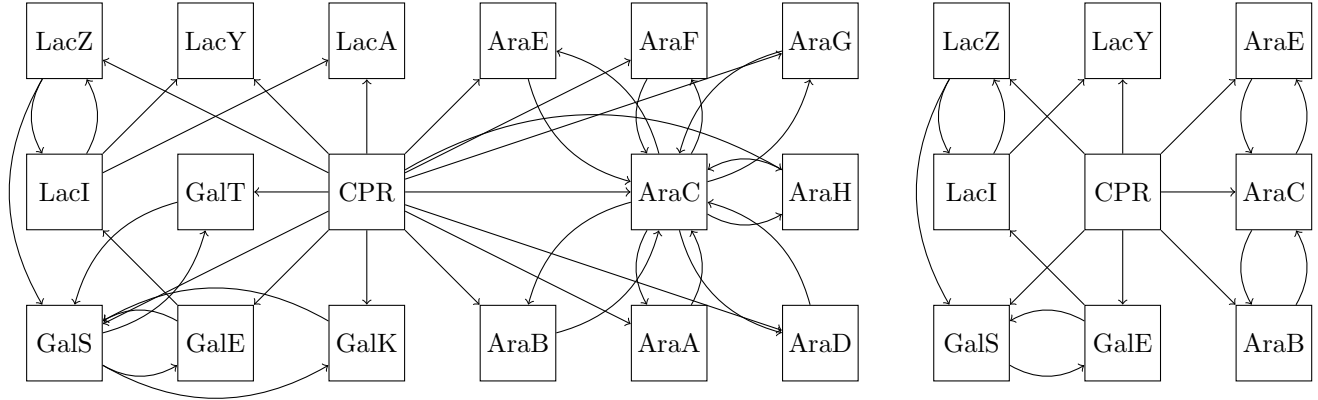 LacZ LacY LacA AraE AraF AraG LacZ LacY AraE
LacI GalT CPR AraC AraH LacI CPR AraC
GalS GalE GalK AraB AraA AraD GalS GalE AraB